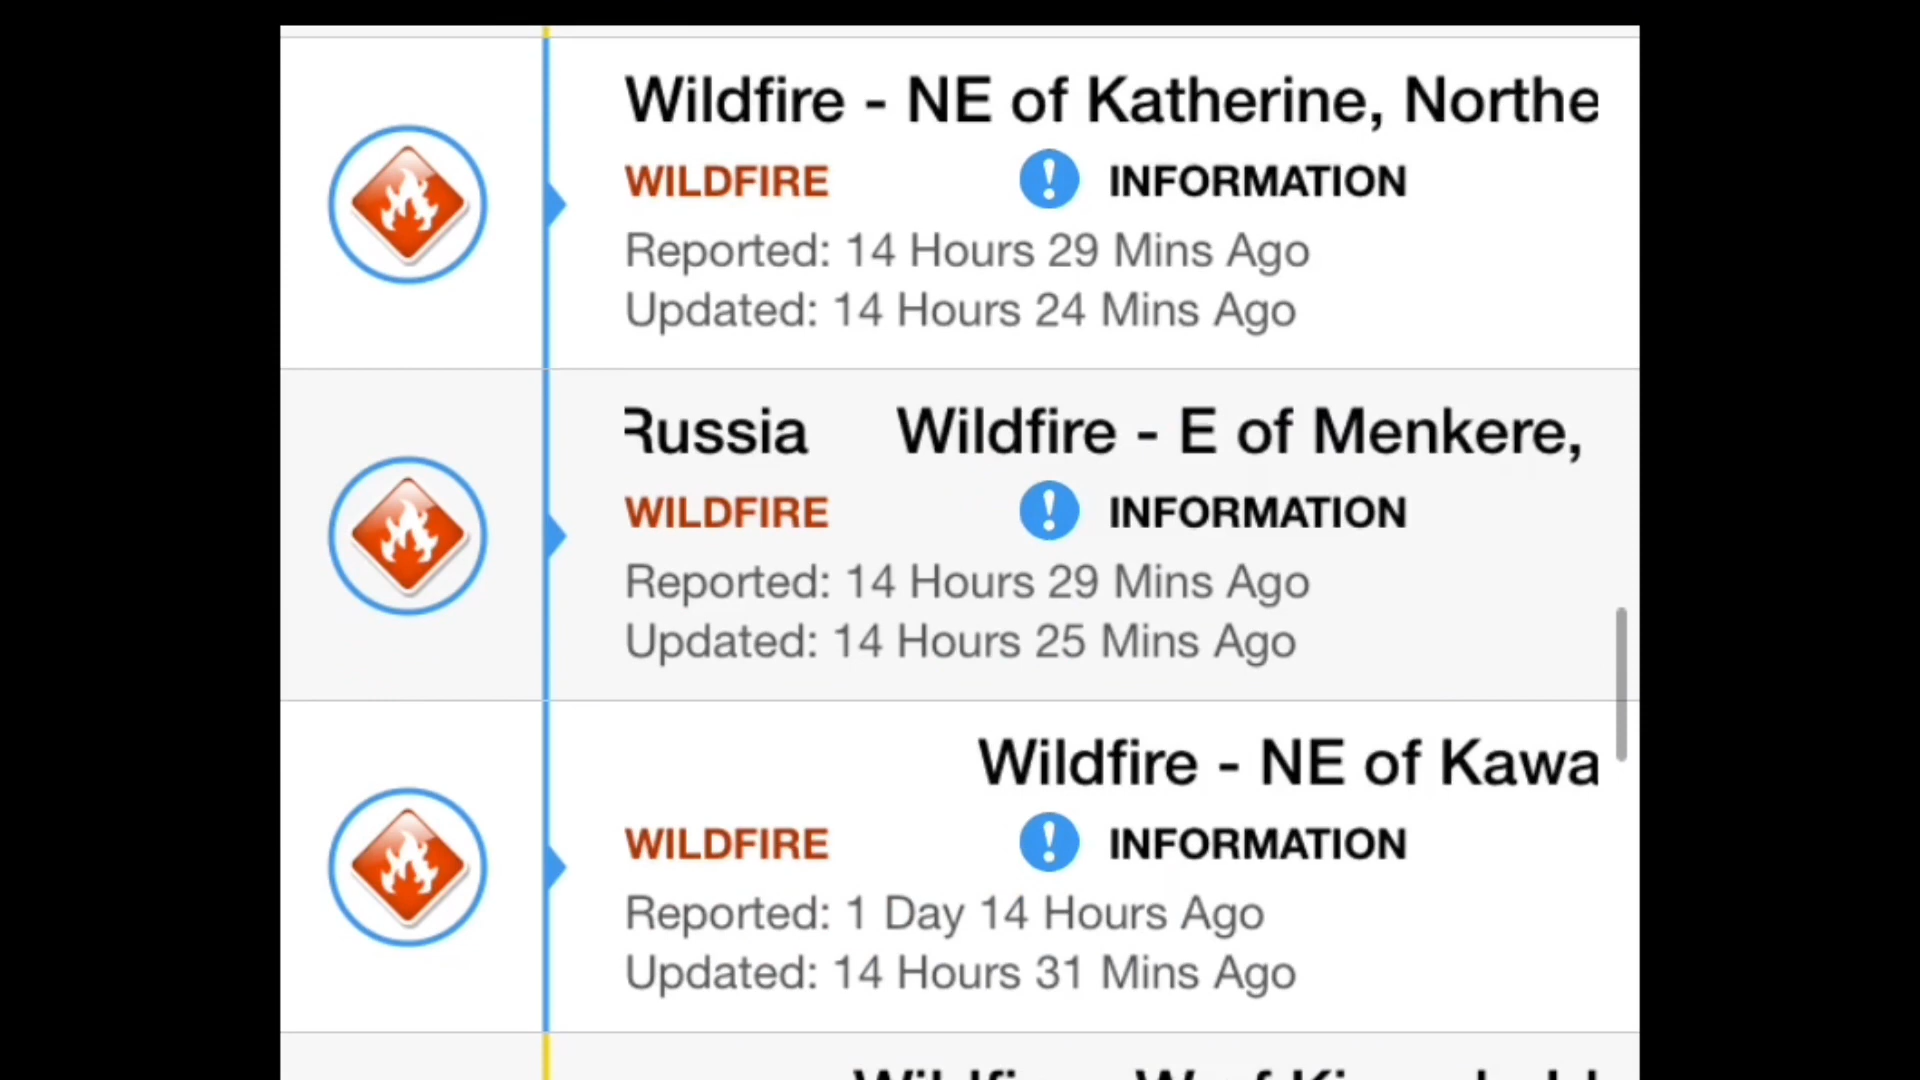 Wildfire - NE of Katherine, Northe
WILDFIRE ! INFORMATION
Reported: 14 Hours 29 Mins Ago
Updated: 14 Hours 24 Mins Ago
Russia Wildfire - E of Menkere,
WILDFIRE ! INFORMATION
Reported: 14 Hours 29 Mins Ago
Updated: 14 Hours 25 Mins Ago
Wildfire - NE of Kawa
WILDFIRE ! INFORMATION
Reported: 1 Day 14 Hours Ago
Updated: 14 Hours 31 Mins Ago
Wildfire - W of